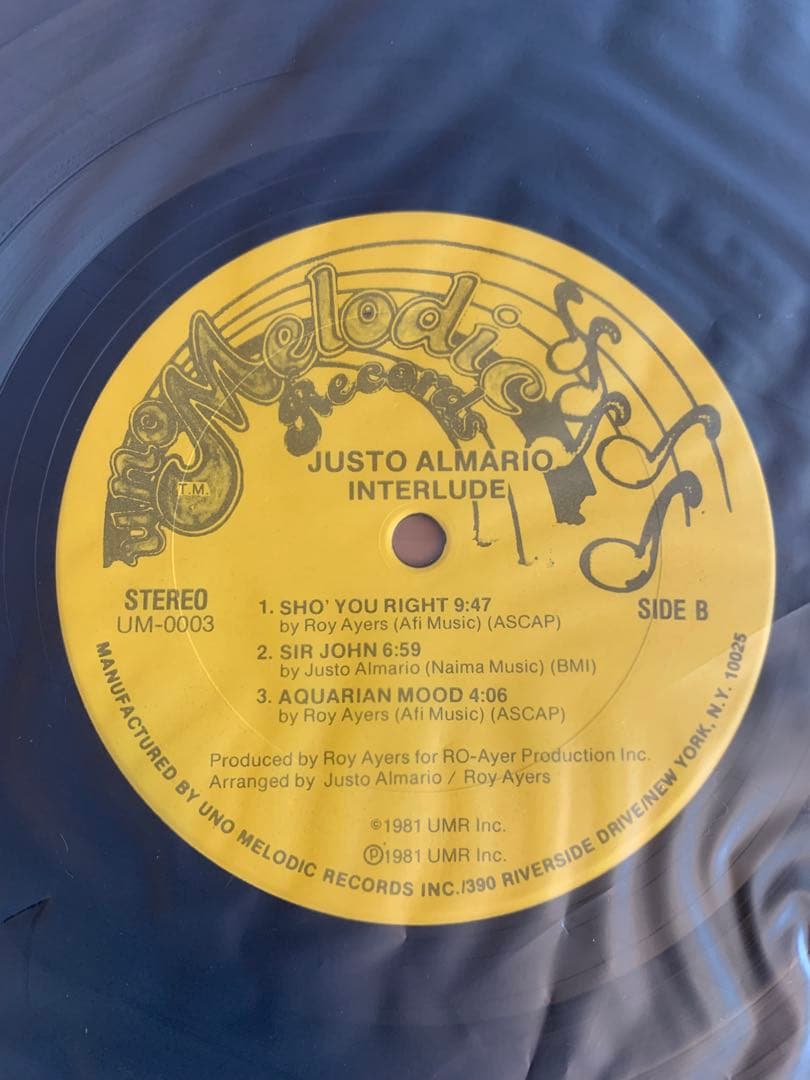 uno Melodic
Records
T.M.
JUSTO ALMARIO
INTERLUDE
STEREO
UM-0003
SIDE B
1. SHO' YOU RIGHT 9:47
by Roy Ayers (Afi Music) (ASCAP)
2. SIR JOHN 6:59
by Justo Almario (Naima Music) (BMI)
3. AQUARIAN MOOD 4:06
by Roy Ayers (Afi Music) (ASCAP)
Produced by Roy Ayers for RO-Ayer Production Inc.
Arranged by Justo Almario / Roy Ayers
©1981 UMR Inc.
Ⓟ1981 UMR Inc.
MANUFACTURED BY UNO MELODIC RECORDS INC./390 RIVERSIDE DRIVE/NEW YORK, N.Y. 10025